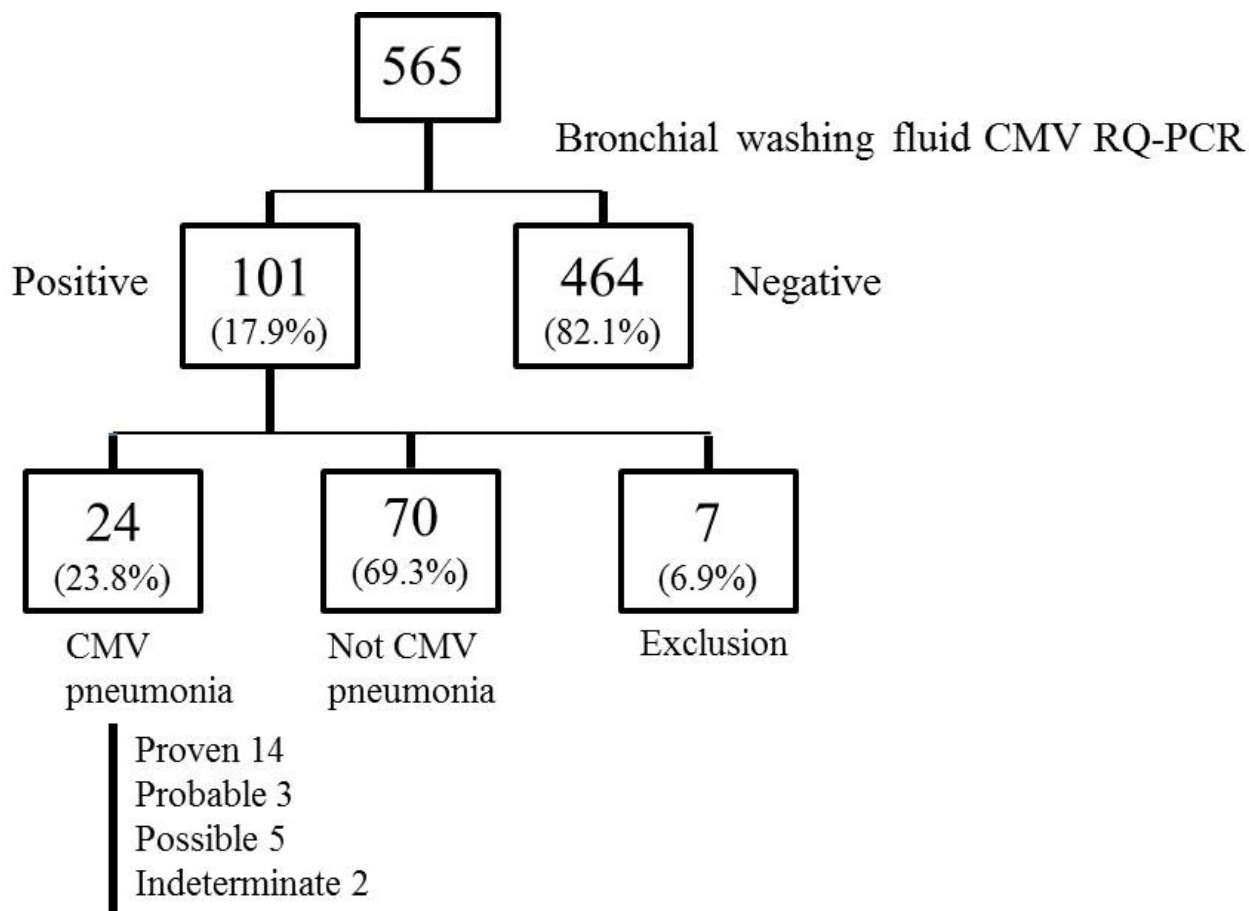 565
Bronchial washing fluid CMV RQ-PCR
Positive
101
(17.9%)
464
(82.1%)
Negative
24
(23.8%)
CMV
pneumonia
70
(69.3%)
Not CMV
pneumonia
7
(6.9%)
Exclusion
Proven 14
Probable 3
Possible 5
Indeterminate 2